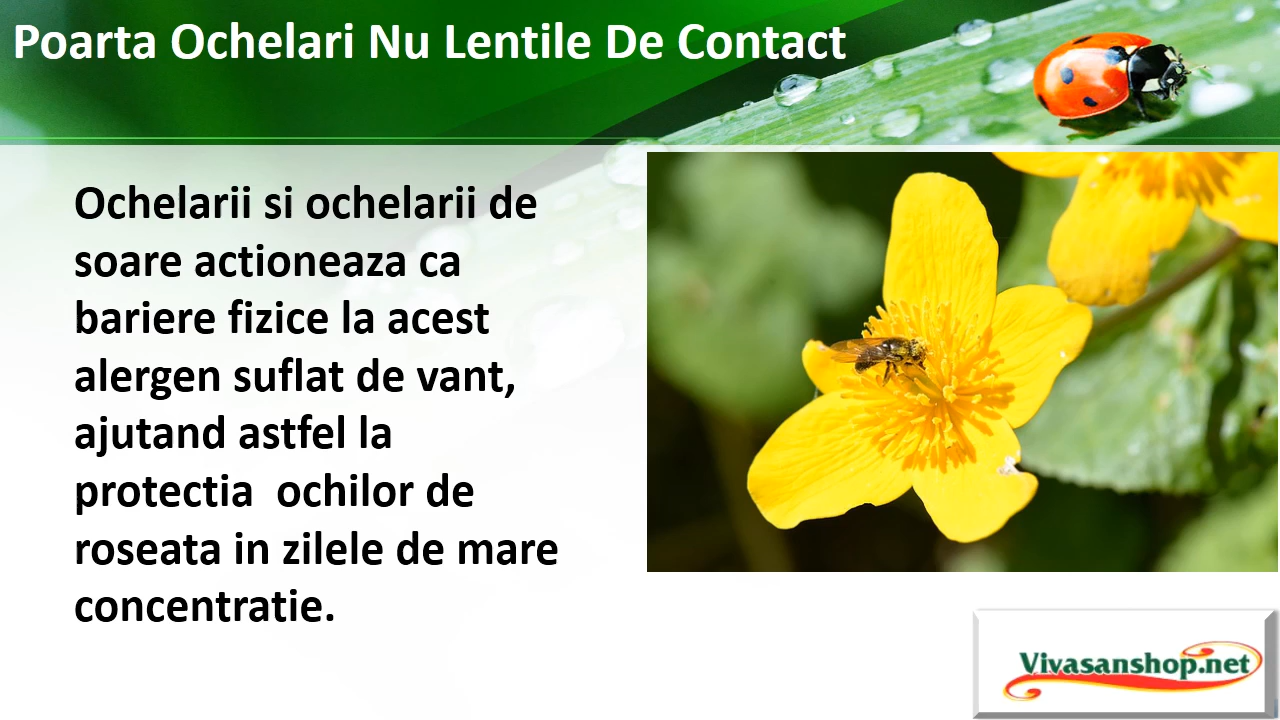 Poarta Ochelari Nu Lentile De Contact
Ochelarii si ochelarii de
soare actioneaza ca
bariere fizice la acest
alergen suflat de vant,
ajutand astfel la
protectia  ochilor de
roseata in zilele de mare
concentratie.
Vivasanshop.net